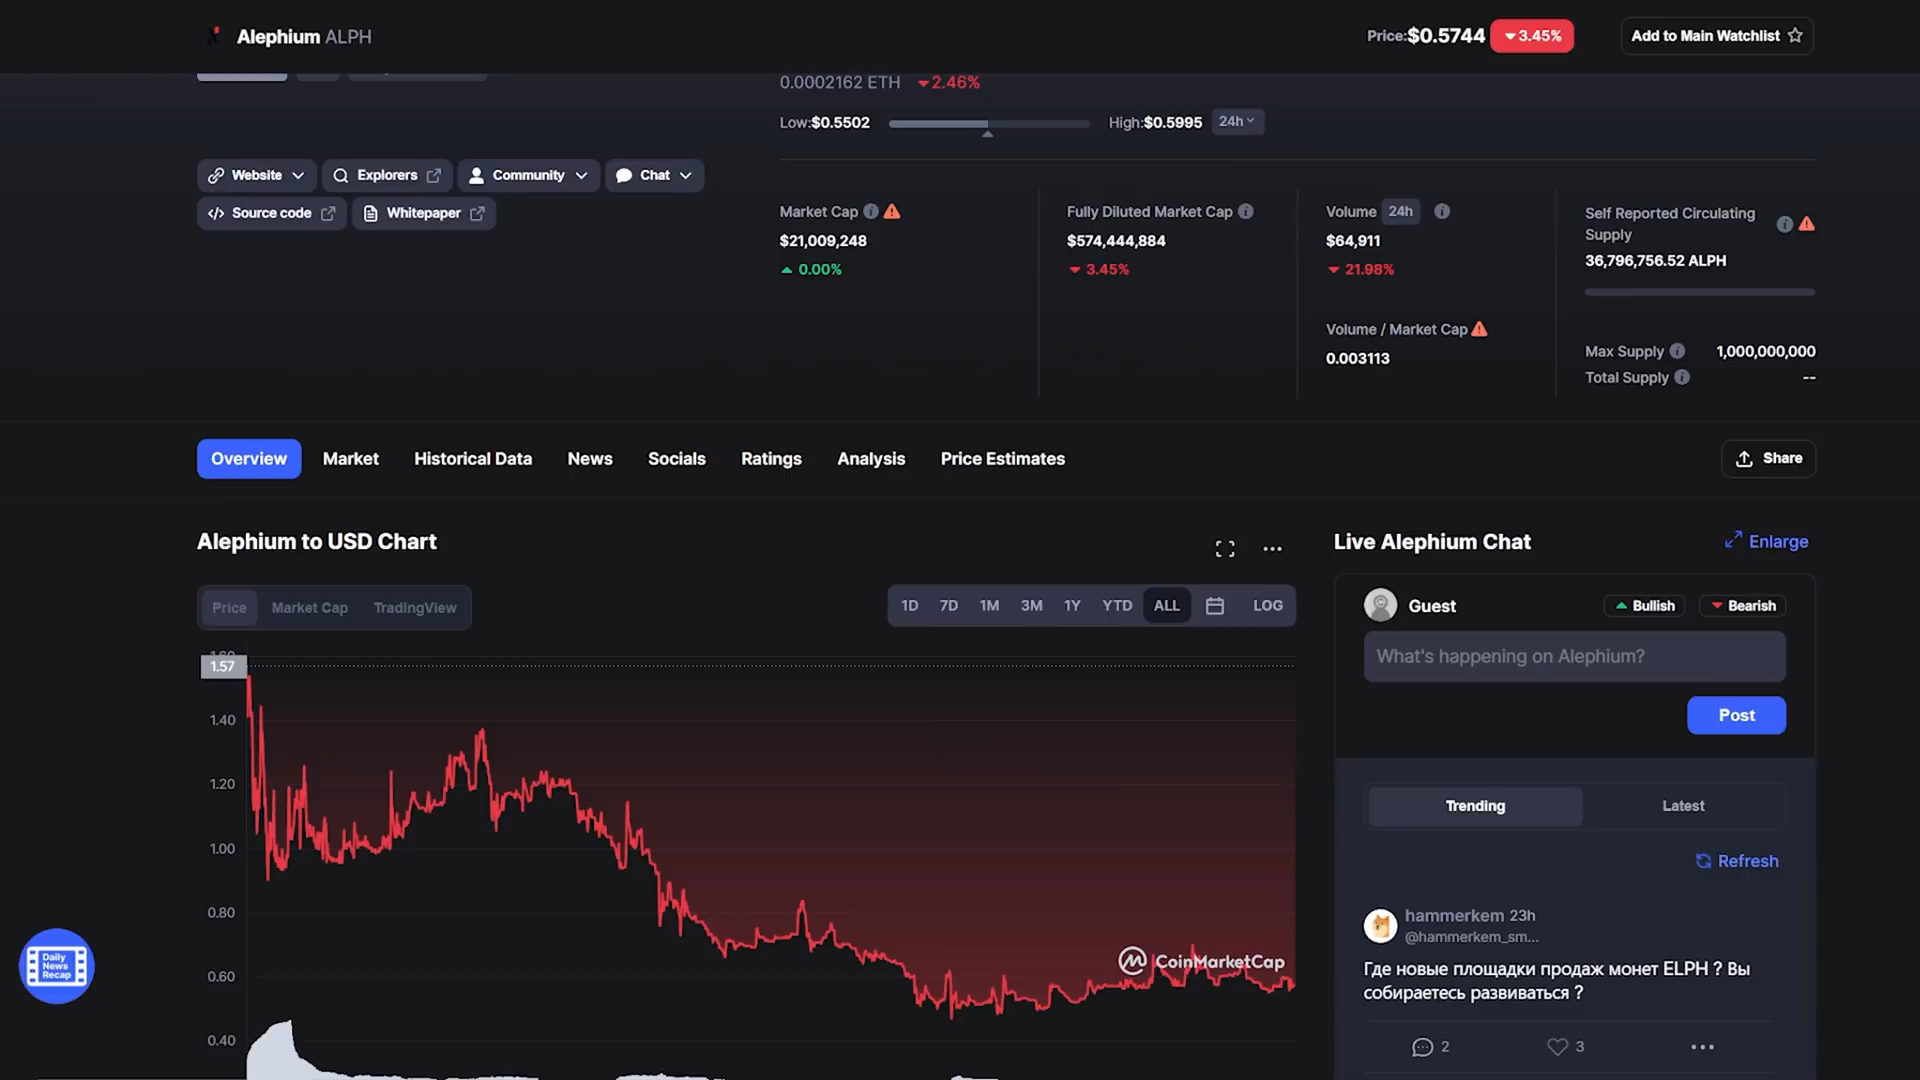 Alephium ALPH
Price:$0.5744 3.45%
Add to Main Watchlist
0.0002162 ETH 2.46%
Low:$0.5502 High:$0.5995 24h
Website Explorers Community Chat
Source code Whitepaper
Market Cap
$21,009,248
0.00%
Fully Diluted Market Cap
$574,444,884
3.45%
Volume 24h
$64,911
21.98%
Volume / Market Cap
0.003113
Self Reported Circulating
Supply
36,796,756.52 ALPH
Max Supply 1,000,000,000
Total Supply --
Overview Market Historical Data News Socials Ratings Analysis Price Estimates
Share
Alephium to USD Chart
Price Market Cap TradingView
1D 7D 1M 3M 1Y YTD ALL LOG
1.60
1.57
1.40
1.20
1.00
0.80
0.60
0.40
CoinMarketCap
Daily
News
Recap
Live Alephium Chat
Enlarge
Guest
Bullish Bearish
What's happening on Alephium?
Post
Trending Latest
Refresh
hammerkem 23h
@hammerkem_sm...
Где новые площадки продаж монет ELPH ? Вы
собираетесь развиваться ?
2 3